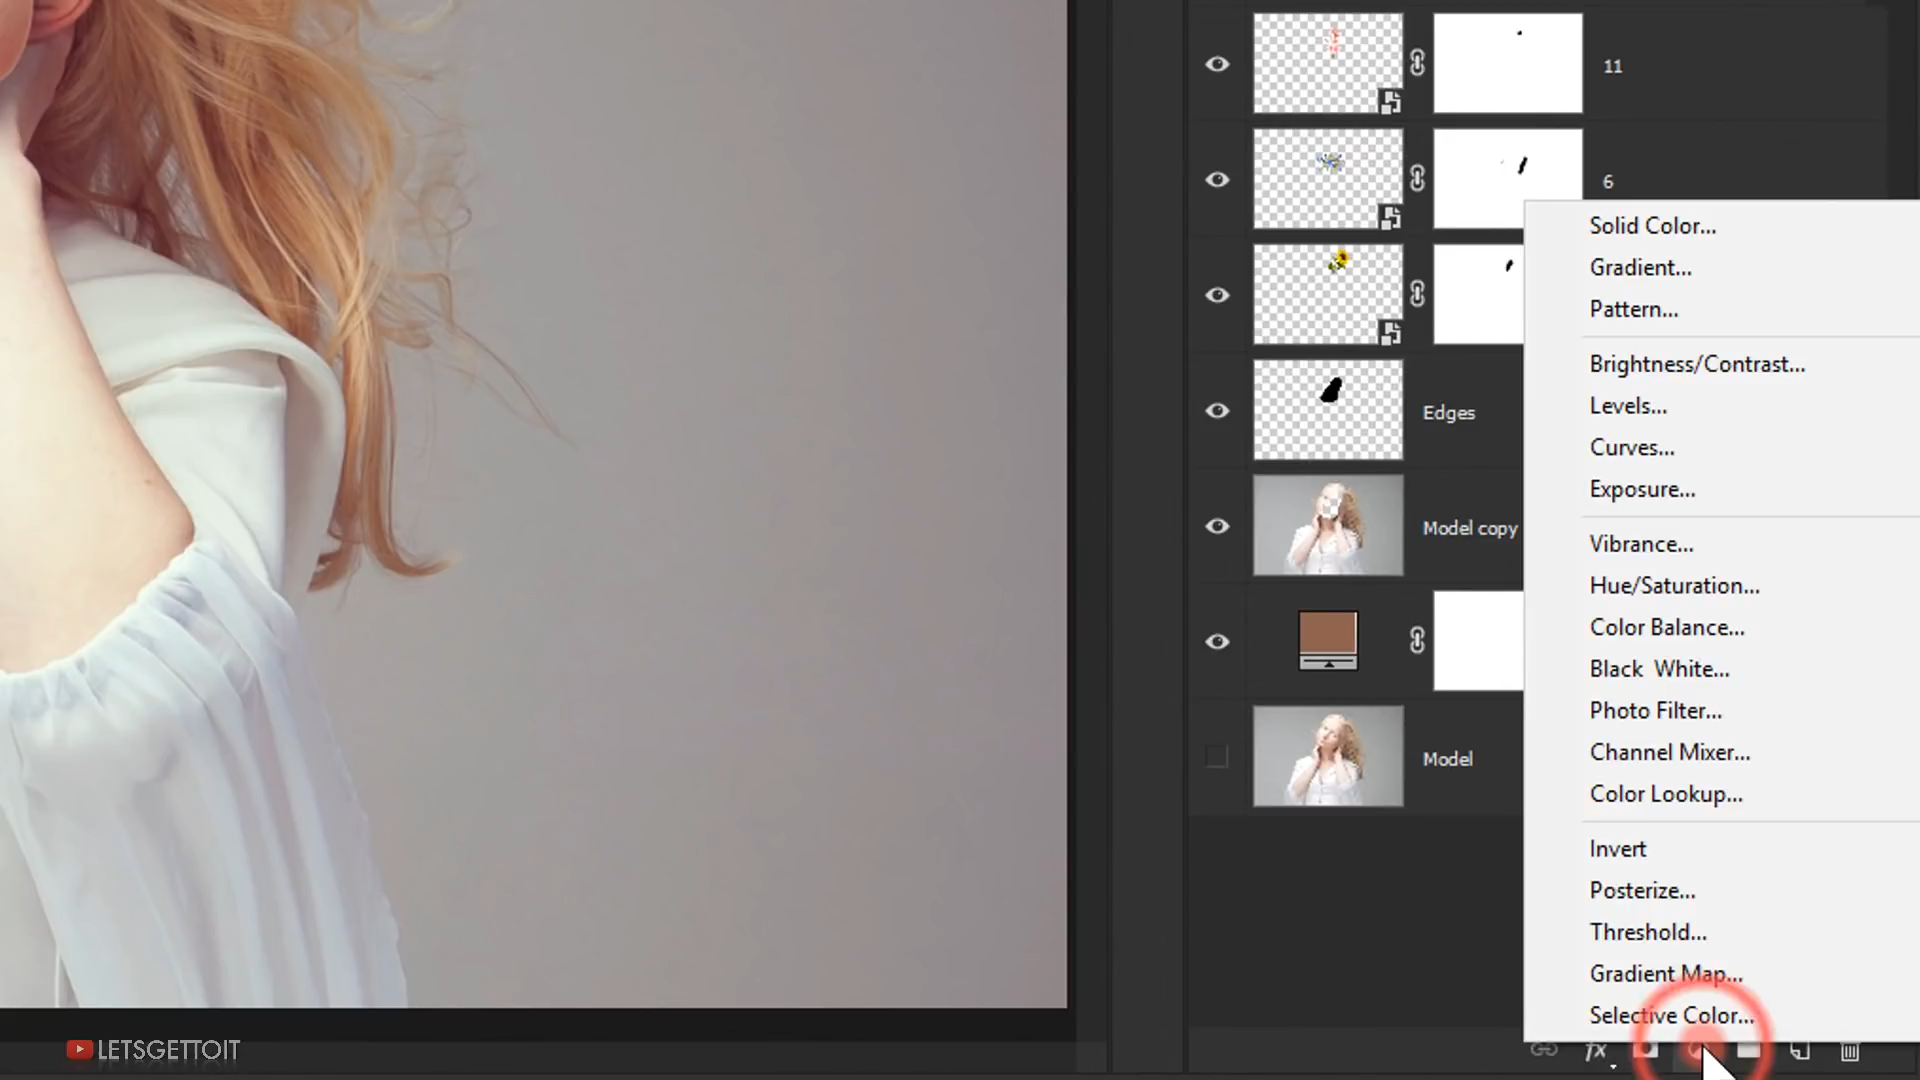 11
6
Solid Color...
Gradient...
Pattern...
Brightness/Contrast...
Levels...
Curves...
Exposure...
Edges
Model copy
Vibrance...
Hue/Saturation...
Color Balance...
Black  White...
Photo Filter...
Channel Mixer...
Color Lookup...
Model
Invert
Posterize...
Threshold...
Gradient Map...
Selective Color...
fx
LETSGETTOIT